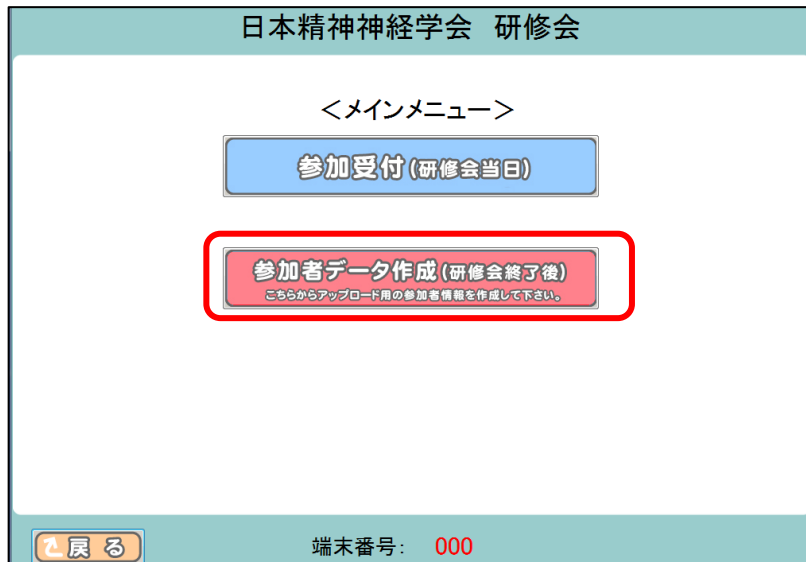 日本精神神経学会　研修会
＜メインメニュー＞
参加受付(研修会当日)
参加者データ作成(研修会終了後)
こちらからアップロード用の参加者情報を作成して下さい。
戻る
端末番号:　000